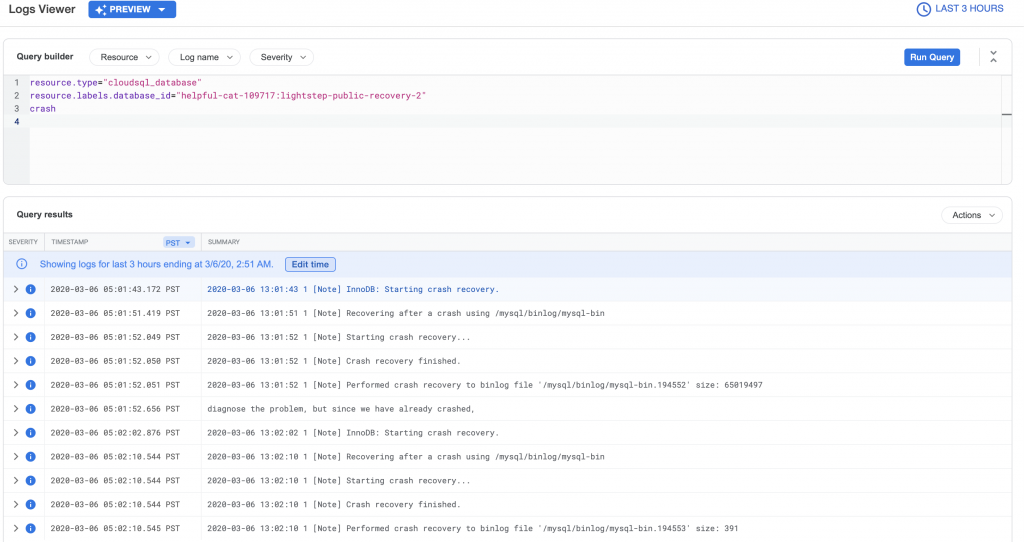 Logs Viewer
PREVIEW
LAST 3 HOURS
Query builder
Resource
Log name
Severity
Run Query
1 resource.type="cloudsql_database"
2 resource.labels.database_id="helpful-cat-109717:lightstep-public-recovery-2"
3 crash
4
Query results
Actions
SEVERITY TIMESTAMP PST SUMMARY
Showing logs for last 3 hours ending at 3/6/20, 2:51 AM. Edit time
2020-03-06 05:01:43.172 PST 2020-03-06 13:01:43 1 [Note] InnoDB: Starting crash recovery.
2020-03-06 05:01:51.419 PST 2020-03-06 13:01:51 1 [Note] Recovering after a crash using /mysql/binlog/mysql-bin
2020-03-06 05:01:52.049 PST 2020-03-06 13:01:52 1 [Note] Starting crash recovery...
2020-03-06 05:01:52.050 PST 2020-03-06 13:01:52 1 [Note] Crash recovery finished.
2020-03-06 05:01:52.051 PST 2020-03-06 13:01:52 1 [Note] Performed crash recovery to binlog file '/mysql/binlog/mysql-bin.194552' size: 65019497
2020-03-06 05:01:52.656 PST diagnose the problem, but since we have already crashed,
2020-03-06 05:02:02.876 PST 2020-03-06 13:02:02 1 [Note] InnoDB: Starting crash recovery.
2020-03-06 05:02:10.544 PST 2020-03-06 13:02:10 1 [Note] Recovering after a crash using /mysql/binlog/mysql-bin
2020-03-06 05:02:10.544 PST 2020-03-06 13:02:10 1 [Note] Starting crash recovery...
2020-03-06 05:02:10.544 PST 2020-03-06 13:02:10 1 [Note] Crash recovery finished.
2020-03-06 05:02:10.545 PST 2020-03-06 13:02:10 1 [Note] Performed crash recovery to binlog file '/mysql/binlog/mysql-bin.194553' size: 391